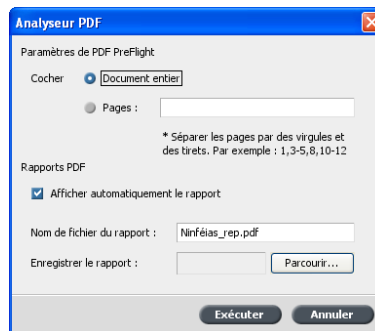 Analyseur PDF
Paramètres de PDF PreFlight
Cocher Document entier
Pages :
* Séparer les pages par des virgules et
des tirets. Par exemple : 1,3-5,8,10-12
Rapports PDF
Afficher automatiquement le rapport
Nom de fichier du rapport : Ninféias_rep.pdf
Enregistrer le rapport : Parcourir...
Exécuter Annuler